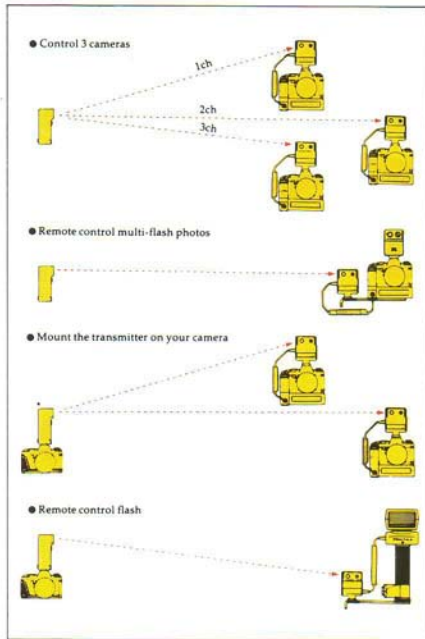 ● Control 3 cameras
1ch
2ch
3ch
● Remote control multi-flash photos
● Mount the transmitter on your camera
● Remote control flash